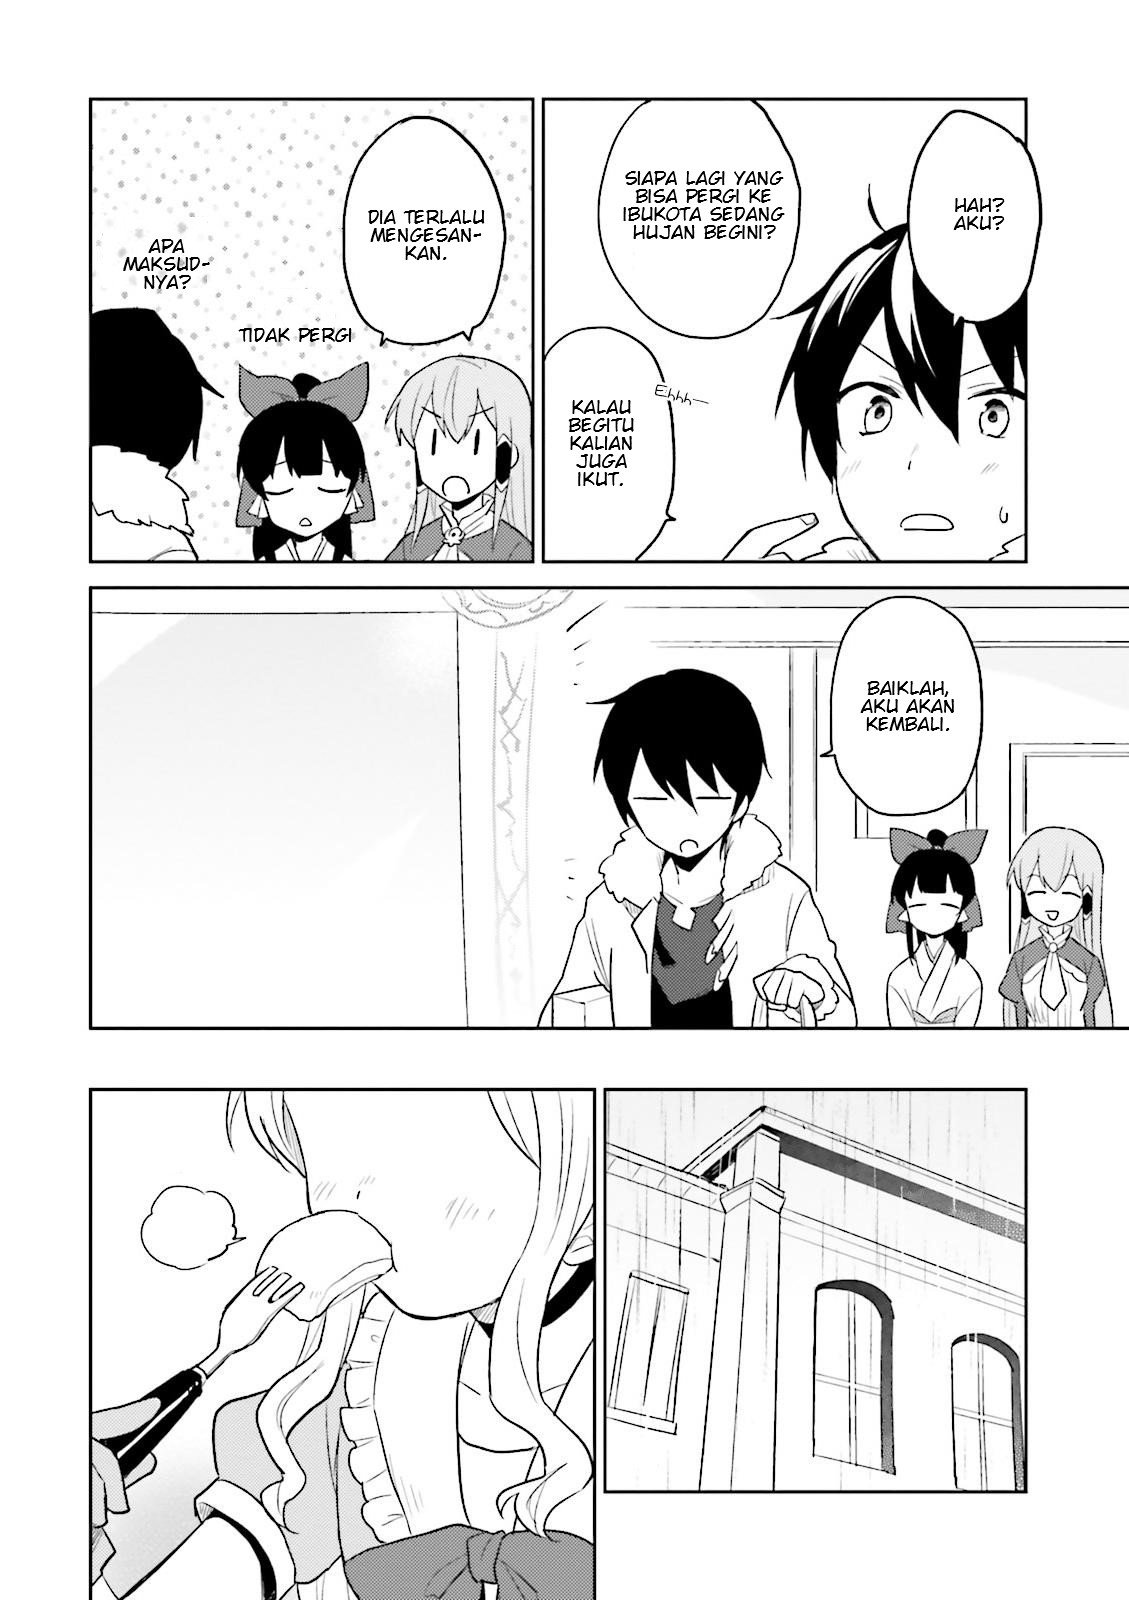 HAH?
AKU?
SIAPA LAGI YANG
BISA PERGI KE
IBUKOTA SEDANG
HUJAN BEGINI?
Ehhh—
KALAU
BEGITU
KALIAN
JUGA
IKUT.
DIA TERLALU
MENGESAN-
KAN.
TIDAK PERGI
APA
MAKSUD-
NYA?
BAIKLAH,
AKU AKAN
KEMBALI.
...